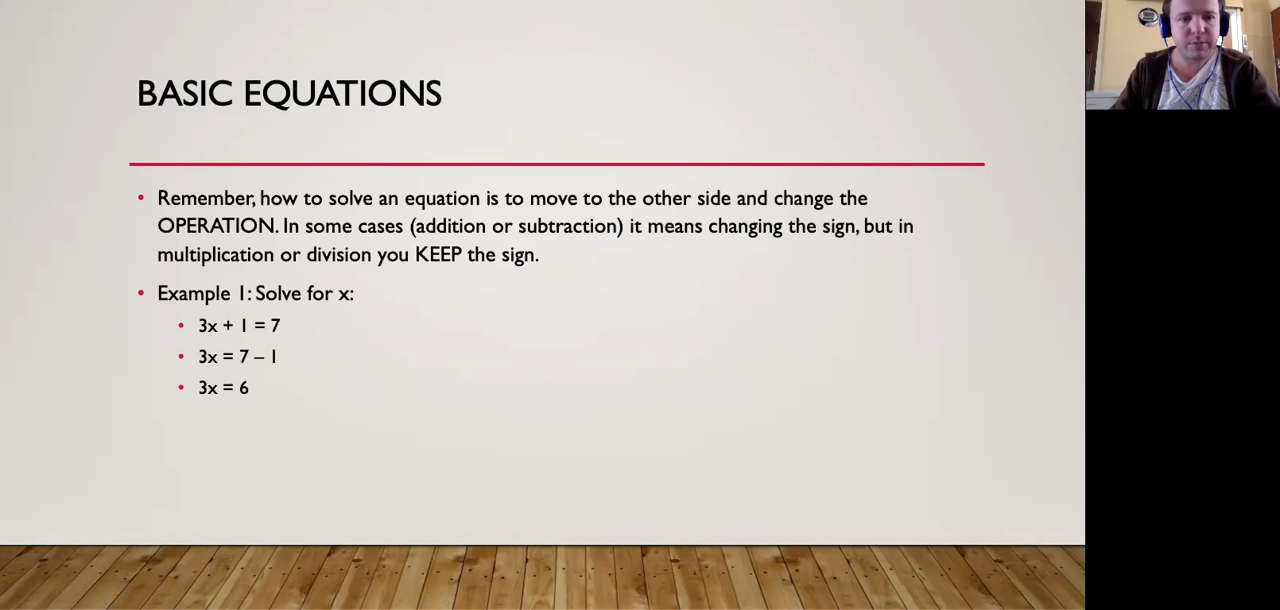 BASIC EQUATIONS
• Remember, how to solve an equation is to move to the other side and change the
OPERATION. In some cases (addition or subtraction) it means changing the sign, but in
multiplication or division you KEEP the sign.
• Example 1: Solve for x:
• 3x + 1 = 7
• 3x = 7 – 1
• 3x = 6